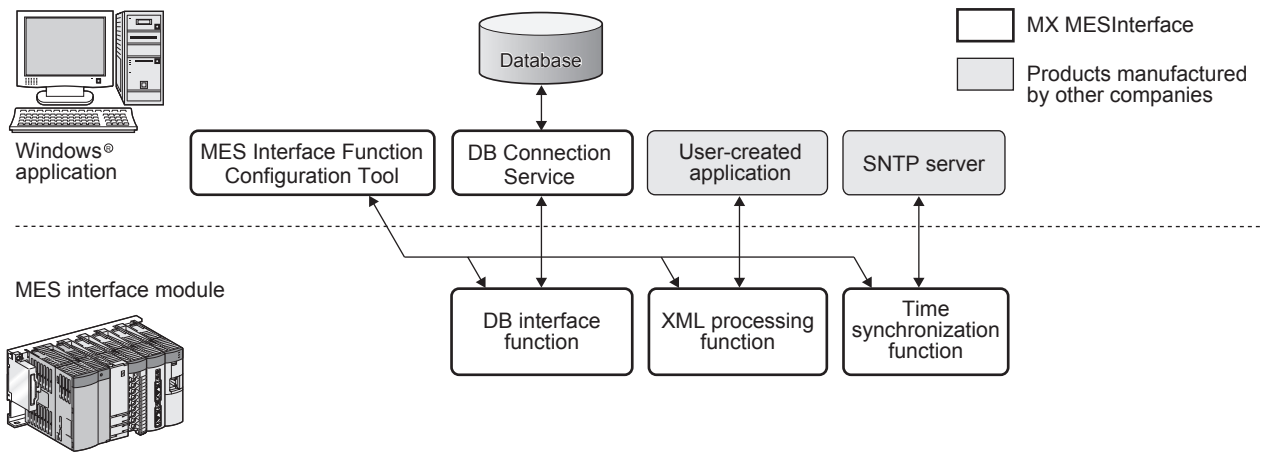 Database
MX MESInterface
Products manufactured
by other companies
Windows®
application
MES Interface Function
Configuration Tool
DB Connection
Service
User-created
application
SNTP server
MES interface module
DB interface
function
XML processing
function
Time
synchronization
function